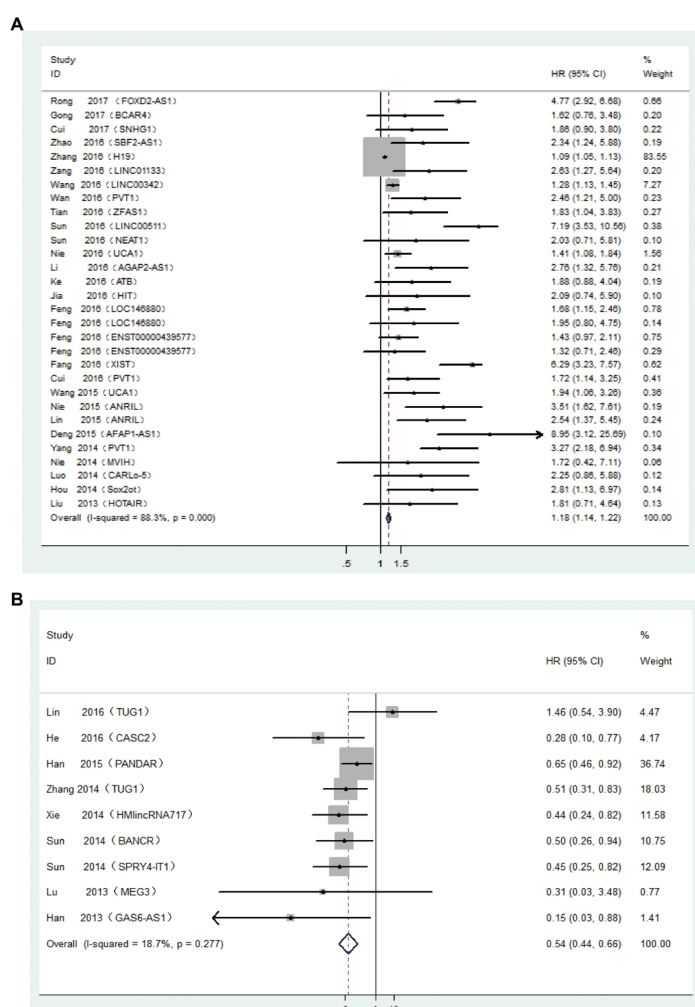 A
Study %
ID HR (95% CI) Weight
Rong 2017 (FOXD2-AS1) 4.77 (2.92, 6.68) 0.66
Gong 2017 (BCAR4) 1.62 (0.76, 3.48) 0.20
Cui 2017 (SNHG1) 1.86 (0.90, 3.80) 0.22
Zhao 2016 (SBF2-AS1) 2.34 (1.24, 5.88) 0.19
Zhang 2016 (H19) 1.09 (1.05, 1.13) 83.55
Zang 2016 (LINC01133) 2.63 (1.27, 5.64) 0.20
Wang 2016 (LINC00342) 1.28 (1.13, 1.45) 7.27
Wan 2016 (PVT1) 2.46 (1.21, 5.00) 0.23
Tian 2016 (ZFAS1) 1.83 (1.04, 3.83) 0.27
Sun 2016 (LINC00511) 7.19 (3.53, 10.56) 0.38
Sun 2016 (NEAT1) 2.03 (0.71, 5.81) 0.10
Nie 2016 (UCA1) 1.41 (1.08, 1.84) 1.56
Li 2016 (AGAP2-AS1) 2.76 (1.32, 5.76) 0.21
Ke 2016 (ATB) 1.88 (0.88, 4.04) 0.19
Jia 2016 (HIT) 2.09 (0.74, 5.90) 0.10
Feng 2016 (LOC146880) 1.68 (1.15, 2.46) 0.78
Feng 2016 (LOC146880) 1.95 (0.80, 4.75) 0.14
Feng 2016 (ENST00000439577) 1.43 (0.97, 2.11) 0.75
Feng 2016 (ENST00000439577) 1.32 (0.71, 2.46) 0.29
Fang 2016 (XIST) 6.29 (3.23, 7.57) 0.62
Cui 2016 (PVT1) 1.72 (1.14, 3.25) 0.41
Wang 2015 (UCA1) 1.94 (1.06, 3.26) 0.36
Nie 2015 (ANRIL) 3.51 (1.62, 7.61) 0.19
Lin 2015 (ANRIL) 2.54 (1.37, 5.45) 0.24
Deng 2015 (AFAP1-AS1) 8.95 (3.12, 25.69) 0.10
Yang 2014 (PVT1) 3.27 (2.18, 6.94) 0.34
Nie 2014 (MVIH) 1.72 (0.42, 7.11) 0.06
Luo 2014 (CARLo-5) 2.25 (0.86, 5.88) 0.12
Hou 2014 (Sox2ot) 2.81 (1.13, 6.97) 0.14
Liu 2013 (HOTAIR) 1.81 (0.71, 4.64) 0.13
Overall (I-squared = 88.3%, p = 0.000) 1.18 (1.14, 1.22) 100.00
.5 1 1.5
B
Study %
ID HR (95% CI) Weight
Lin 2016 (TUG1) 1.46 (0.54, 3.90) 4.47
He 2016 (CASC2) 0.28 (0.10, 0.77) 4.17
Han 2015 (PANDAR) 0.65 (0.46, 0.92) 36.74
Zhang 2014 (TUG1) 0.51 (0.31, 0.83) 18.03
Xie 2014 (HMlincRNA717) 0.44 (0.24, 0.82) 11.58
Sun 2014 (BANCR) 0.50 (0.26, 0.94) 10.75
Sun 2014 (SPRY4-IT1) 0.45 (0.25, 0.82) 12.09
Lu 2013 (MEG3) 0.31 (0.03, 3.48) 0.77
Han 2013 (GAS6-AS1) 0.15 (0.03, 0.88) 1.41
Overall (I-squared = 18.7%, p = 0.277) 0.54 (0.44, 0.66) 100.00